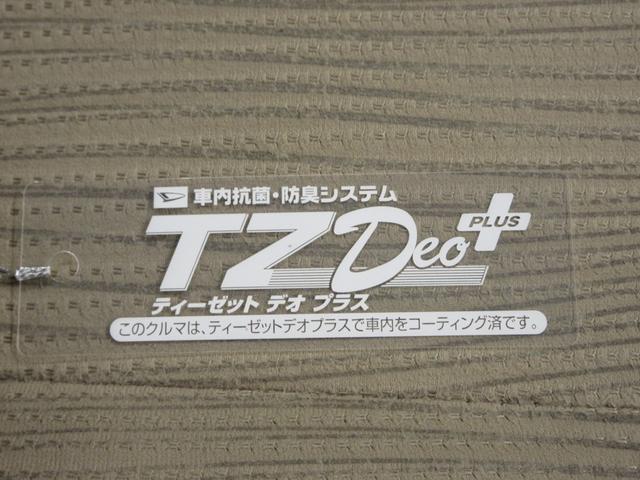 車内抗菌・防臭システム
TZ Deo PLUS
ティーゼット デオ プラス
このクルマは、ティーゼットデオプラスで車内をコーティング済です。